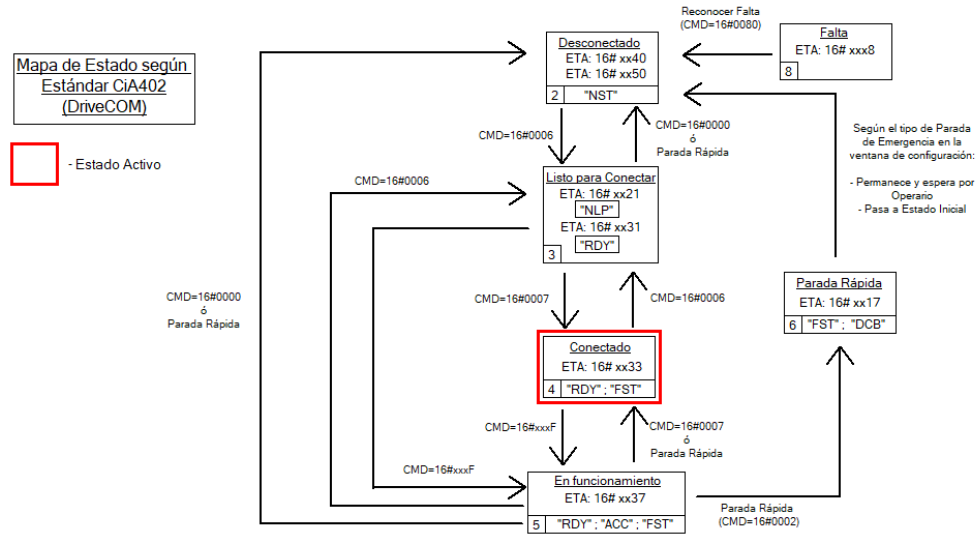 Mapa de Estado según
Estándar CiA402
(DriveCOM)
- Estado Activo
Reconocer Falta
(CMD=16#0080)
Desconectado
ETA: 16# xx40
ETA: 16# xx50
2 "NST"
Falta
ETA: 16# xxx8
8
CMD=16#0006
CMD=16#0000
ó
Parada Rápida
Según el tipo de Parada
de Emergencia en la
ventana de configuración:
- Permanece y espera por
Operario
- Pasa a Estado Inicial
CMD=16#0006
Listo para Conectar
ETA: 16# xx21
"NLP"
ETA: 16# xx31
"RDY"
3
CMD=16#0000
ó
Parada Rápida
CMD=16#0007
CMD=16#0006
Parada Rápida
ETA: 16# xx17
6 "FST" ; "DCB"
Conectado
ETA: 16# xx33
4 "RDY" ; "FST"
CMD=16#xxxF
CMD=16#0007
ó
Parada Rápida
CMD=16#xxxF
En funcionamiento
ETA: 16# xx37
5 "RDY" ; "ACC" ; "FST"
Parada Rápida
(CMD=16#0002)